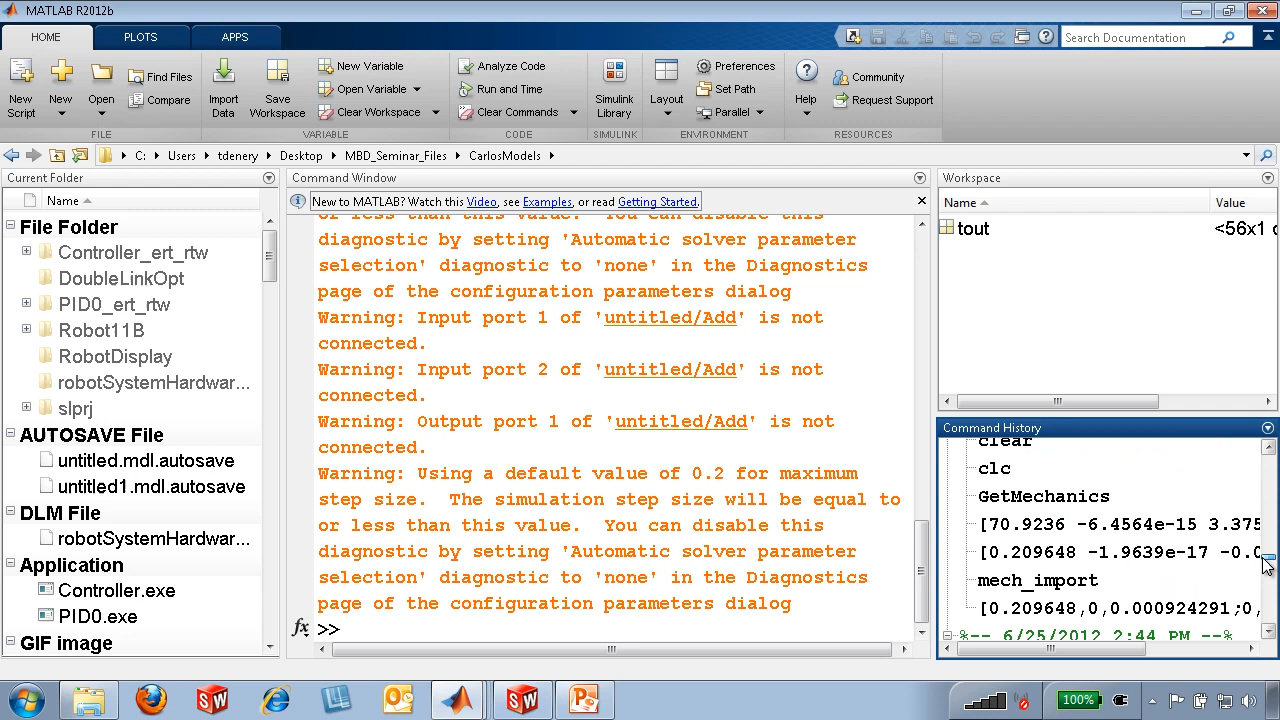 MATLAB R2012b
HOME PLOTS APPS
Search Documentation
New Script
New
Open
Find Files
Compare
Import Data
Save Workspace
New Variable
Open Variable
Clear Workspace
Analyze Code
Run and Time
Clear Commands
Simulink Library
Layout
Preferences
Set Path
Parallel
Help
Community
Request Support
FILE VARIABLE CODE SIMULINK ENVIRONMENT RESOURCES
C: Users tdenery Desktop MBD_Seminar_Files CarlosModels
Current Folder
Name
File Folder
Controller_ert_rtw
DoubleLinkOpt
PID0_ert_rtw
Robot11B
RobotDisplay
robotSystemHardwar...
slprj
AUTOSAVE File
untitled.mdl.autosave
untitled1.mdl.autosave
DLM File
robotSystemHardwar...
Application
Controller.exe
PID0.exe
GIF image
Command Window
New to MATLAB? Watch this Video, see Examples, or read Getting Started.
or less than this value. You can disable this
diagnostic by setting 'Automatic solver parameter
selection' diagnostic to 'none' in the Diagnostics
page of the configuration parameters dialog
Warning: Input port 1 of 'untitled/Add' is not
connected.
Warning: Input port 2 of 'untitled/Add' is not
connected.
Warning: Output port 1 of 'untitled/Add' is not
connected.
Warning: Using a default value of 0.2 for maximum
step size. The simulation step size will be equal to
or less than this value. You can disable this
diagnostic by setting 'Automatic solver parameter
selection' diagnostic to 'none' in the Diagnostics
page of the configuration parameters dialog
fx >>
Workspace
Name Value
tout <56x1
Command History
clear
clc
GetMechanics
[70.9236 -6.4564e-15 3.375
[0.209648 -1.9639e-17 -0.0
mech_import
[0.209648,0,0.000924291;0,
%-- 6/25/2012 2:44 PM --%
100%